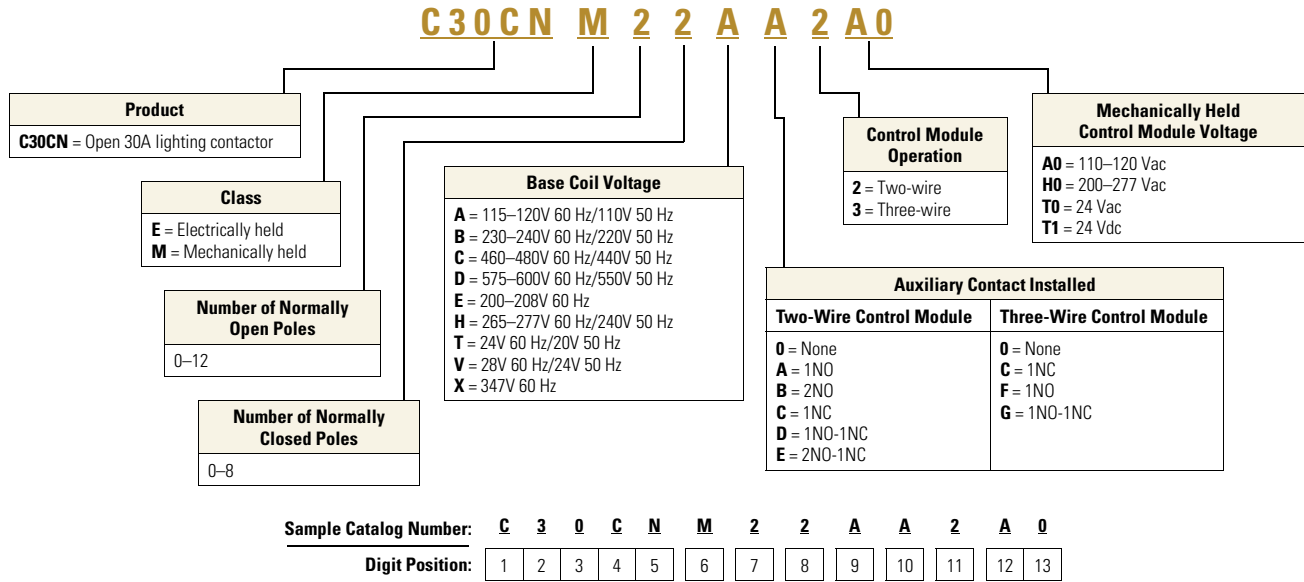 C30CN M 2 2 A A 2 A0
Product
C30CN = Open 30A lighting contactor
Class
E = Electrically held
M = Mechanically held
Number of Normally
Open Poles
0–12
Number of Normally
Closed Poles
0–8
Base Coil Voltage
A = 115–120V 60 Hz/110V 50 Hz
B = 230–240V 60 Hz/220V 50 Hz
C = 460–480V 60 Hz/440V 50 Hz
D = 575–600V 60 Hz/550V 50 Hz
E = 200–208V 60 Hz
H = 265–277V 60 Hz/240V 50 Hz
T = 24V 60 Hz/20V 50 Hz
V = 28V 60 Hz/24V 50 Hz
X = 347V 60 Hz
Control Module
Operation
2 = Two-wire
3 = Three-wire
Mechanically Held
Control Module Voltage
A0 = 110–120 Vac
H0 = 200–277 Vac
T0 = 24 Vac
T1 = 24 Vdc
Auxiliary Contact Installed
Two-Wire Control Module
0 = None
A = 1NO
B = 2NO
C = 1NC
D = 1NO-1NC
E = 2NO-1NC
Three-Wire Control Module
0 = None
C = 1NC
F = 1NO
G = 1NO-1NC
Sample Catalog Number: C 3 0 C N M 2 2 A A 2 A 0
Digit Position: 1 2 3 4 5 6 7 8 9 10 11 12 13